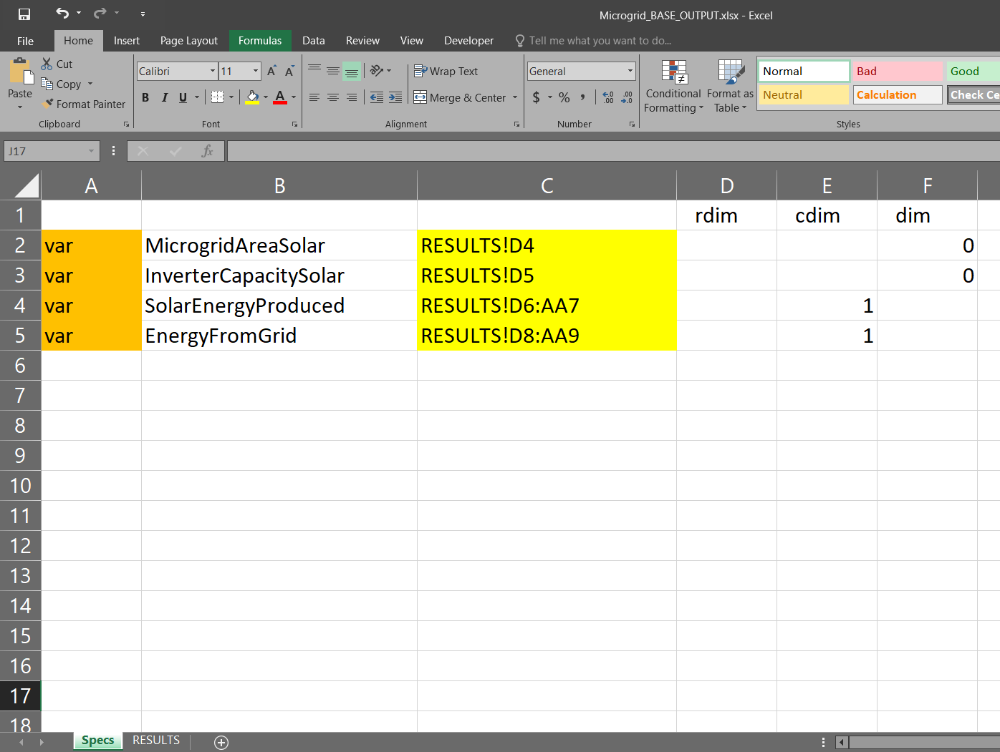 Microgrid_BASE_OUTPUT.xlsx - Excel
File Home Insert Page Layout Formulas Data Review View Developer Tell me what you want to do...
Paste Cut Copy Format Painter Clipboard
Calibri 11 A A
B I U A Font
Wrap Text
Merge & Center
Alignment
General
$ % , .0 .00 .00 .0
Number
Conditional Formatting
Format as Table
Normal Bad Good
Neutral Calculation Check Ce
Styles
J17 fx
A B C D E F
1 rdim cdim dim
2 var MicrogridAreaSolar RESULTS!D4 0
3 var InverterCapacitySolar RESULTS!D5 0
4 var SolarEnergyProduced RESULTS!D6:AA7 1
5 var EnergyFromGrid RESULTS!D8:AA9 1
6
7
8
9
10
11
12
13
14
15
16
17
18
Specs RESULTS